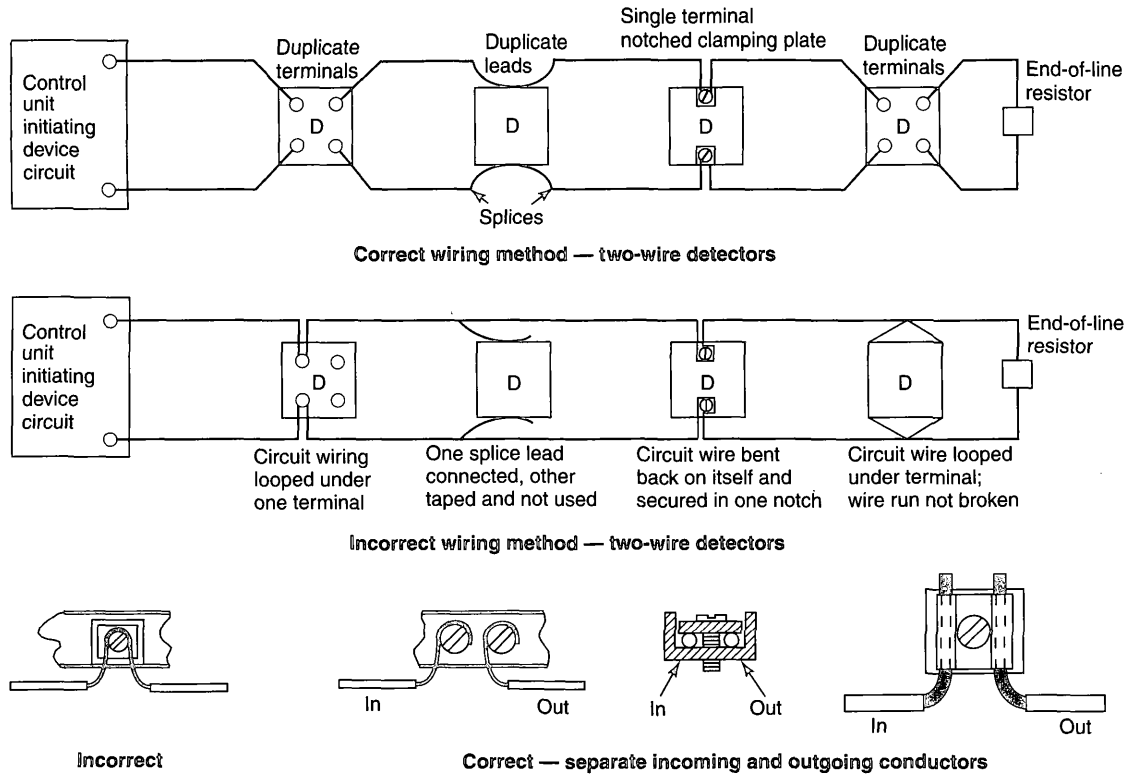 Single terminal
notched clamping plate
Duplicate
terminals
Duplicate
leads
Duplicate
terminals
End-of-line
resistor
Control
unit
initiating
device
circuit
D
D
D
D
Splices
Correct wiring method — two-wire detectors
Control
unit
initiating
device
circuit
D
D
D
D
End-of-line
resistor
Circuit wiring
looped under
one terminal
One splice lead
connected, other
taped and not used
Circuit wire bent
back on itself and
secured in one notch
Circuit wire looped
under terminal;
wire run not broken
Incorrect wiring method — two-wire detectors
In
Out
In
Out
In
Out
Incorrect
Correct — separate incoming and outgoing conductors